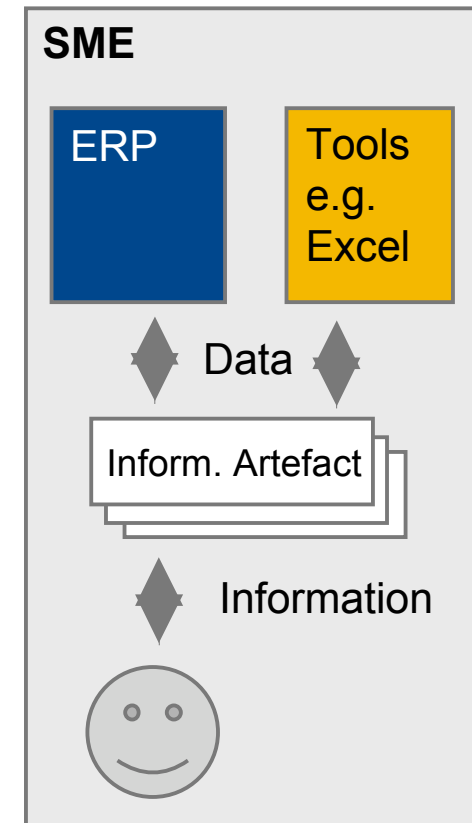 SME
ERP
Tools
e.g.
Excel
Data
Inform. Artefact
Information